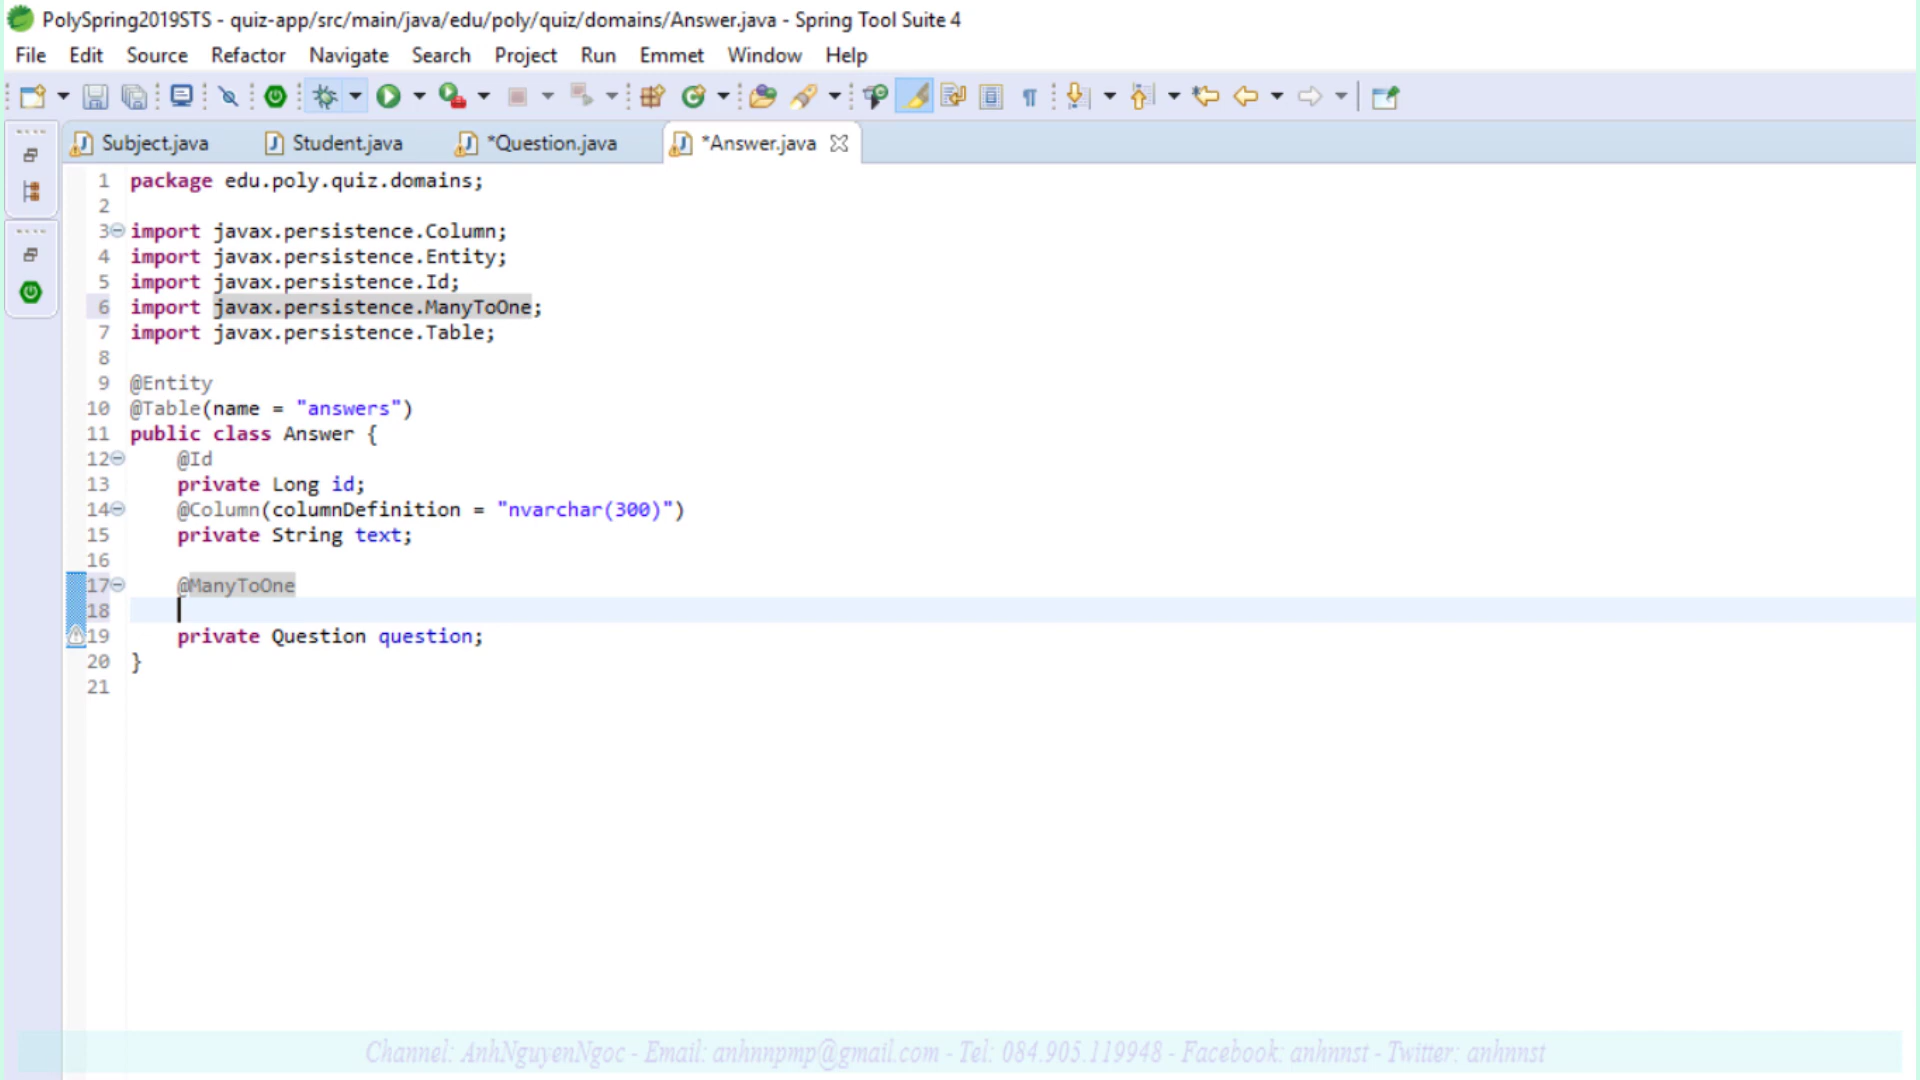 PolySpring2019STS - quiz-app/src/main/java/edu/poly/quiz/domains/Answer.java - Spring Tool Suite 4
File Edit Source Refactor Navigate Search Project Run Emmet Window Help
Subject.java Student.java *Question.java *Answer.java
1 package edu.poly.quiz.domains;
2
3 import javax.persistence.Column;
4 import javax.persistence.Entity;
5 import javax.persistence.Id;
6 import javax.persistence.ManyToOne;
7 import javax.persistence.Table;
8
9 @Entity
10 @Table(name = "answers")
11 public class Answer {
12 @Id
13 private Long id;
14 @Column(columnDefinition = "nvarchar(300)")
15 private String text;
16
17 @ManyToOne
18
19 private Question question;
20 }
21
Channel: AnhNguyenNgoc - Email: anhnnpmp@gmail.com - Tel: 084.905.119948 - Facebook: anhnnst - Twitter: anhnnst